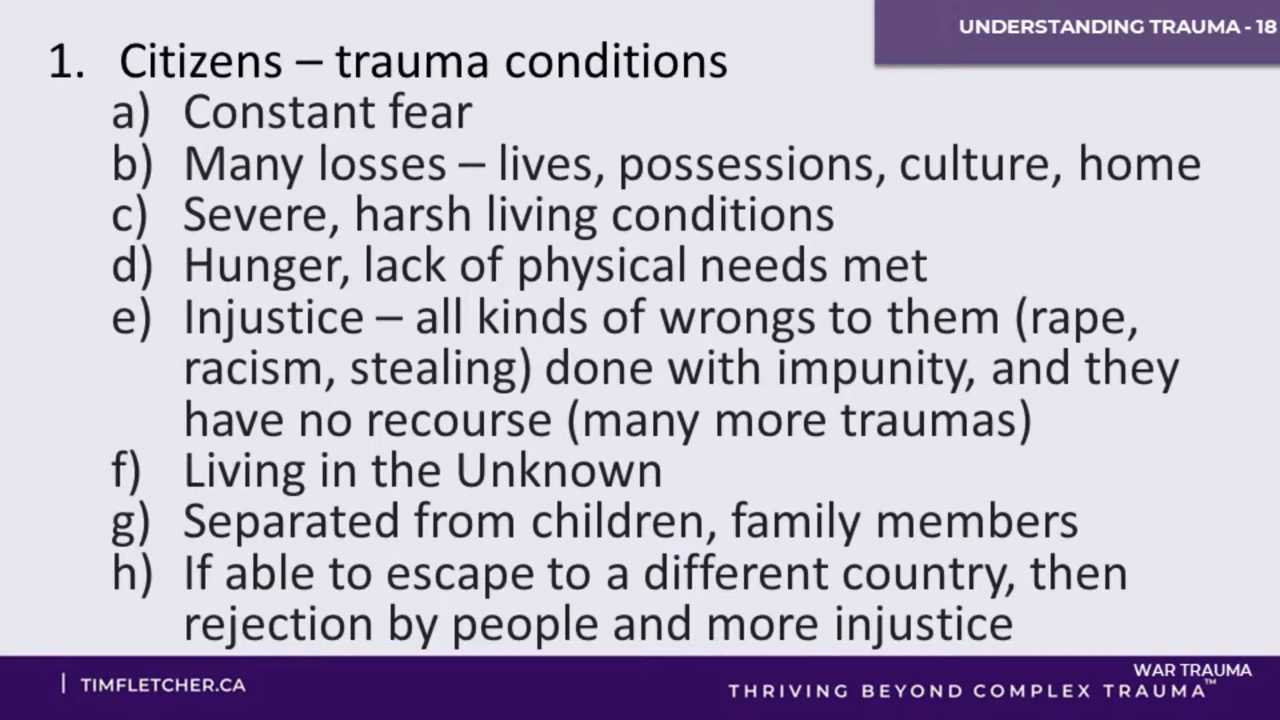 UNDERSTANDING TRAUMA - 18
1. Citizens – trauma conditions
a) Constant fear
b) Many losses – lives, possessions, culture, home
c) Severe, harsh living conditions
d) Hunger, lack of physical needs met
e) Injustice – all kinds of wrongs to them (rape,
racism, stealing) done with impunity, and they
have no recourse (many more traumas)
f) Living in the Unknown
g) Separated from children, family members
h) If able to escape to a different country, then
rejection by people and more injustice
| TIMFLETCHER.CA
WAR TRAUMA
THRIVING BEYOND COMPLEX TRAUMA™